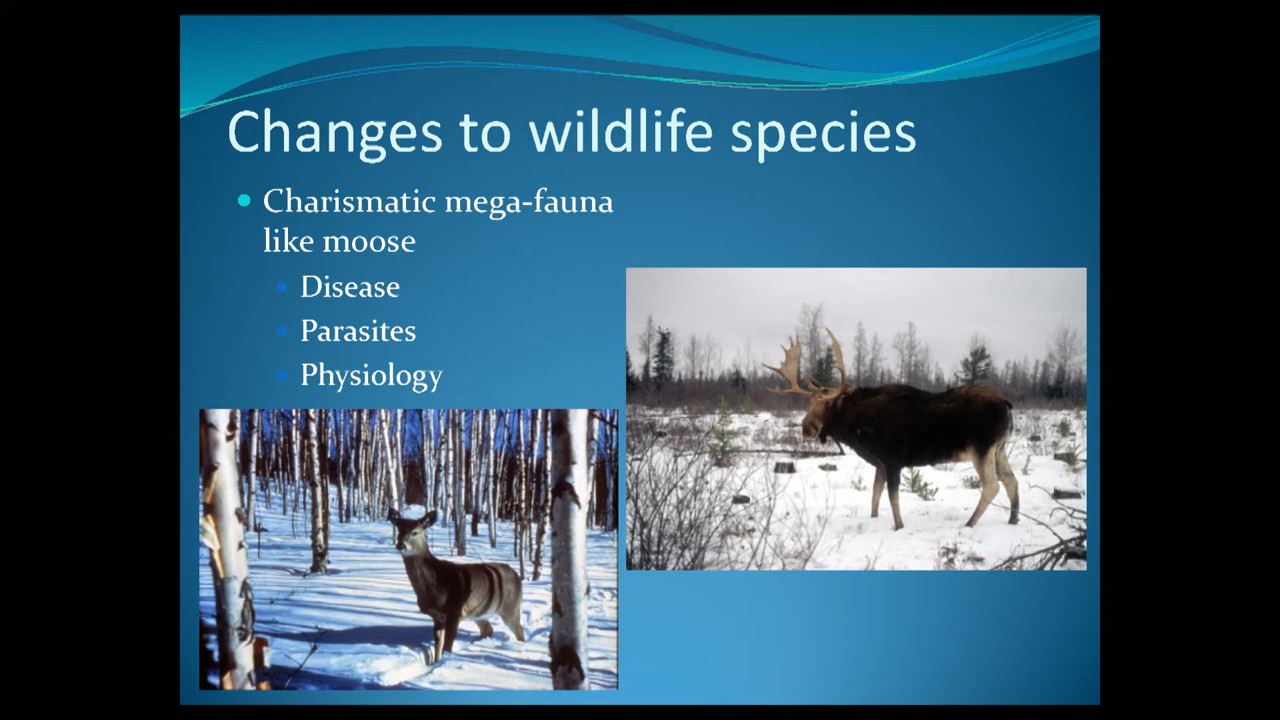 Changes to wildlife species
Charismatic mega-fauna
like moose
Disease
Parasites
Physiology